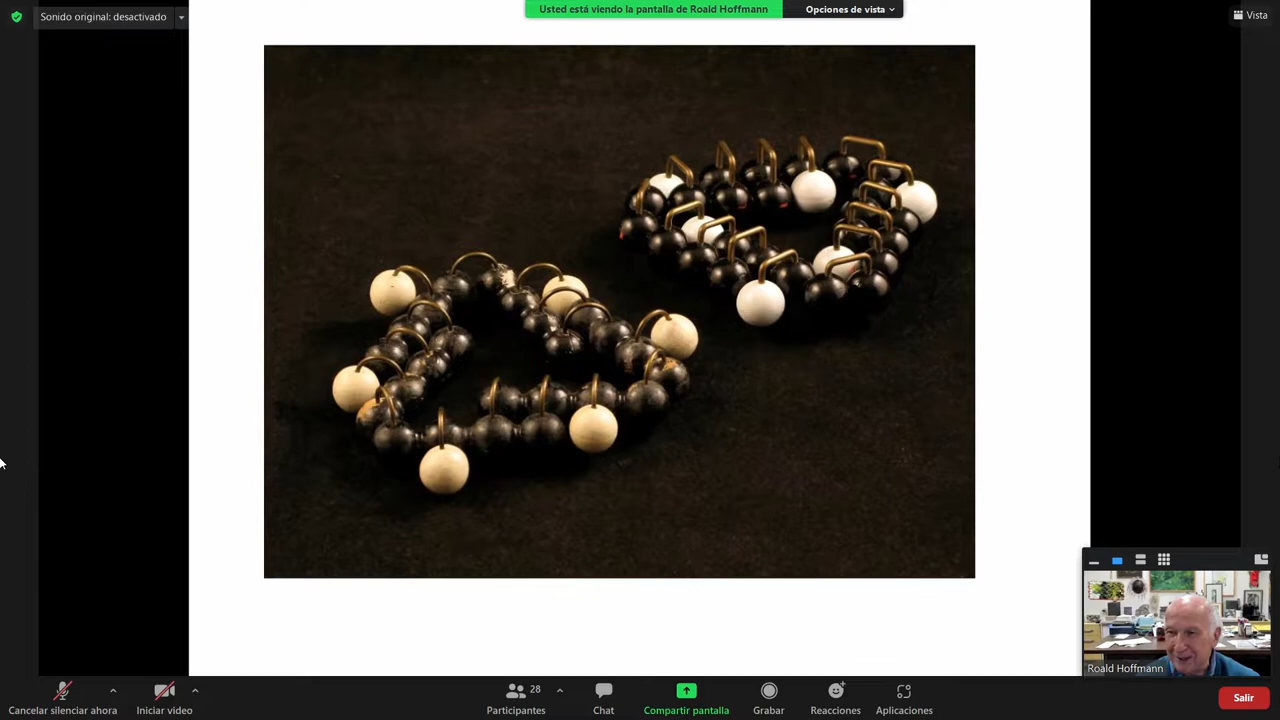 Sonido original: desactivado
Usted está viendo la pantalla de Roald Hoffmann
Opciones de vista
Vista
Roald Hoffmann
Cancelar silenciar ahora
Iniciar video
Participantes
28
Chat
Compartir pantalla
Grabar
Reacciones
Aplicaciones
Salir